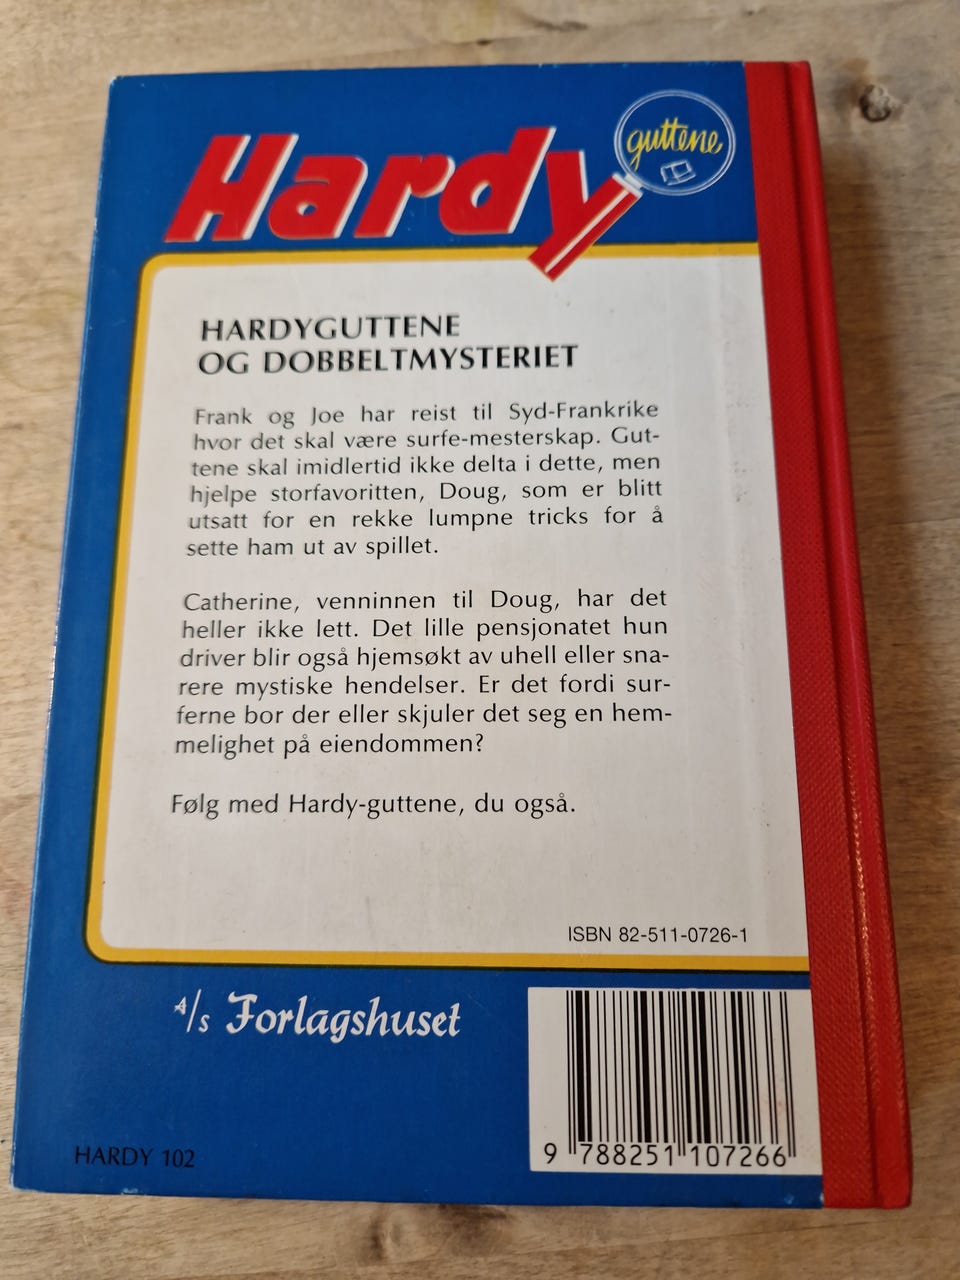 Hardy
guttene
HARDYGUTTENE
OG DOBBELTMYSTERIET
Frank og Joe har reist til Syd-Frankrike
hvor det skal være surfe-mesterskap. Gut-
tene skal imidlertid ikke delta i dette, men
hjelpe storfavoritten, Doug, som er blitt
utsatt for en rekke lumpne tricks for å
sette ham ut av spillet.
Catherine, venninnen til Doug, har det
heller ikke lett. Det lille pensjonatet hun
driver blir også hjemsøkt av uhell eller sna-
rere mystiske hendelser. Er det fordi sur-
ferne bor der eller skjuler det seg en hem-
melighet på eiendommen?
Følg med Hardy-guttene, du også.
ISBN 82-511-0726-1
A/s Forlagshuset
9 788251 107266
HARDY 102